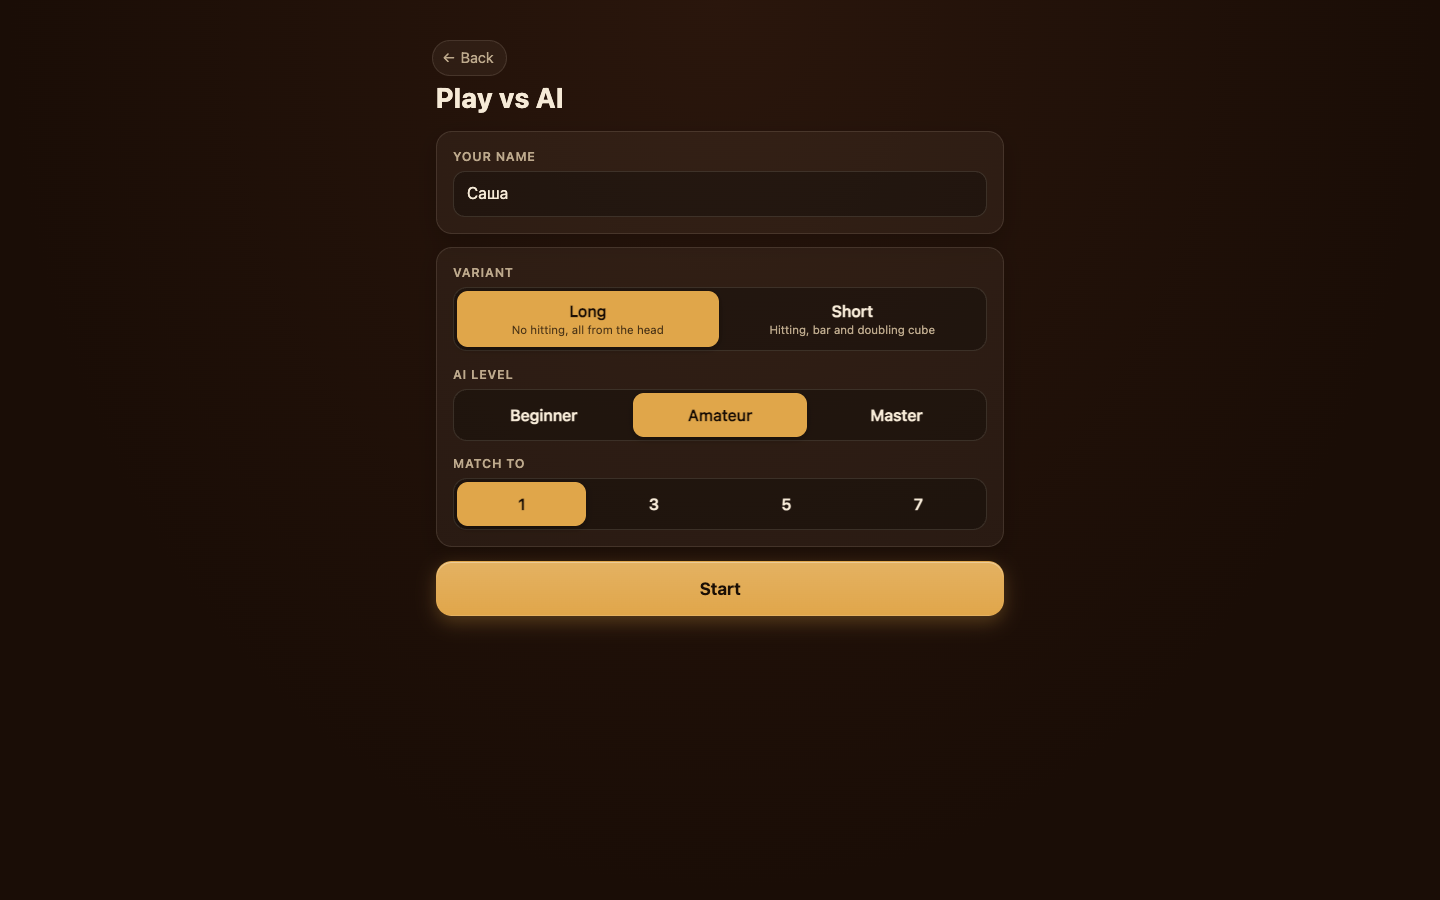 ← Back
Play vs AI
YOUR NAME
Саша
VARIANT
Long
No hitting, all from the head
Short
Hitting, bar and doubling cube
AI LEVEL
Beginner
Amateur
Master
MATCH TO
1
3
5
7
Start